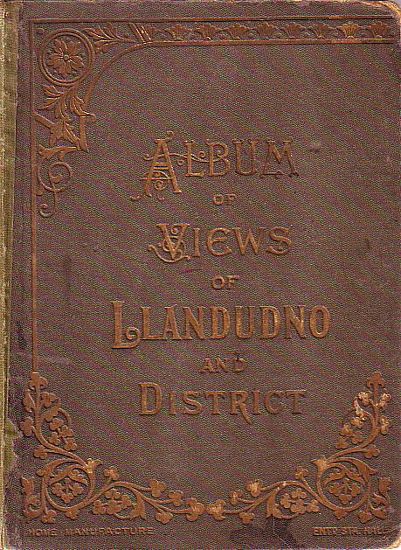 ALBUM
OF
VIEWS
OF
LLANDUDNO
AND
DISTRICT
HOME MANUFACTURE
ENTD. STA. HALL